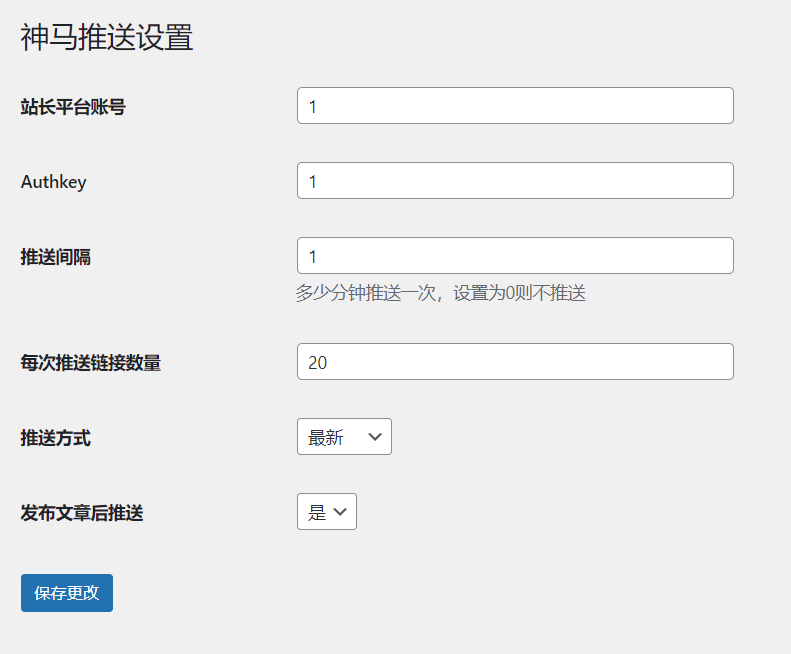 神马推送设置
站长平台账号 1
Authkey 1
推送间隔 1
多少分钟推送一次，设置为0则不推送
每次推送链接数量 20
推送方式 最新
发布文章后推送 是
保存更改